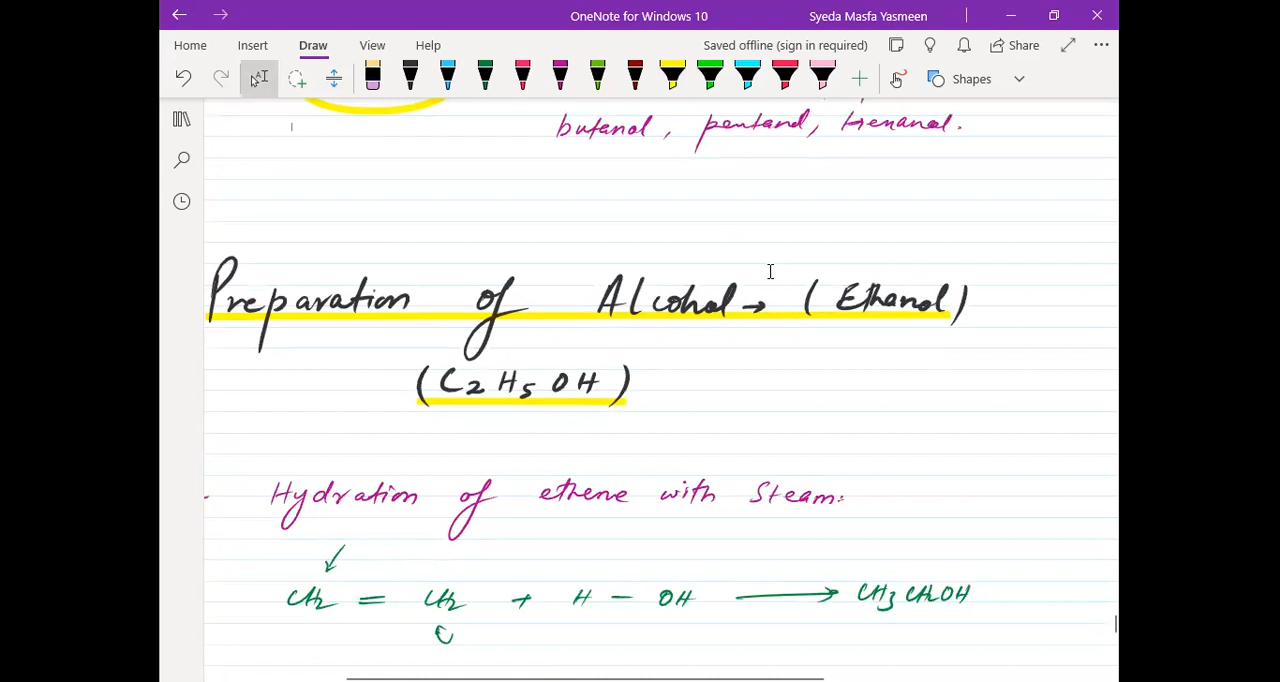 OneNote for Windows 10
Syeda Masfa Yasmeen
Home Insert Draw View Help
Saved offline (sign in required)
Share
Shapes
butanol, pentanol, Hexanol.
Preparation of Alcohol → (Ethanol)
(C2H5OH)
Hydration of ethene with Steam:
CH2 = CH2 + H - OH → CH3CH2OH